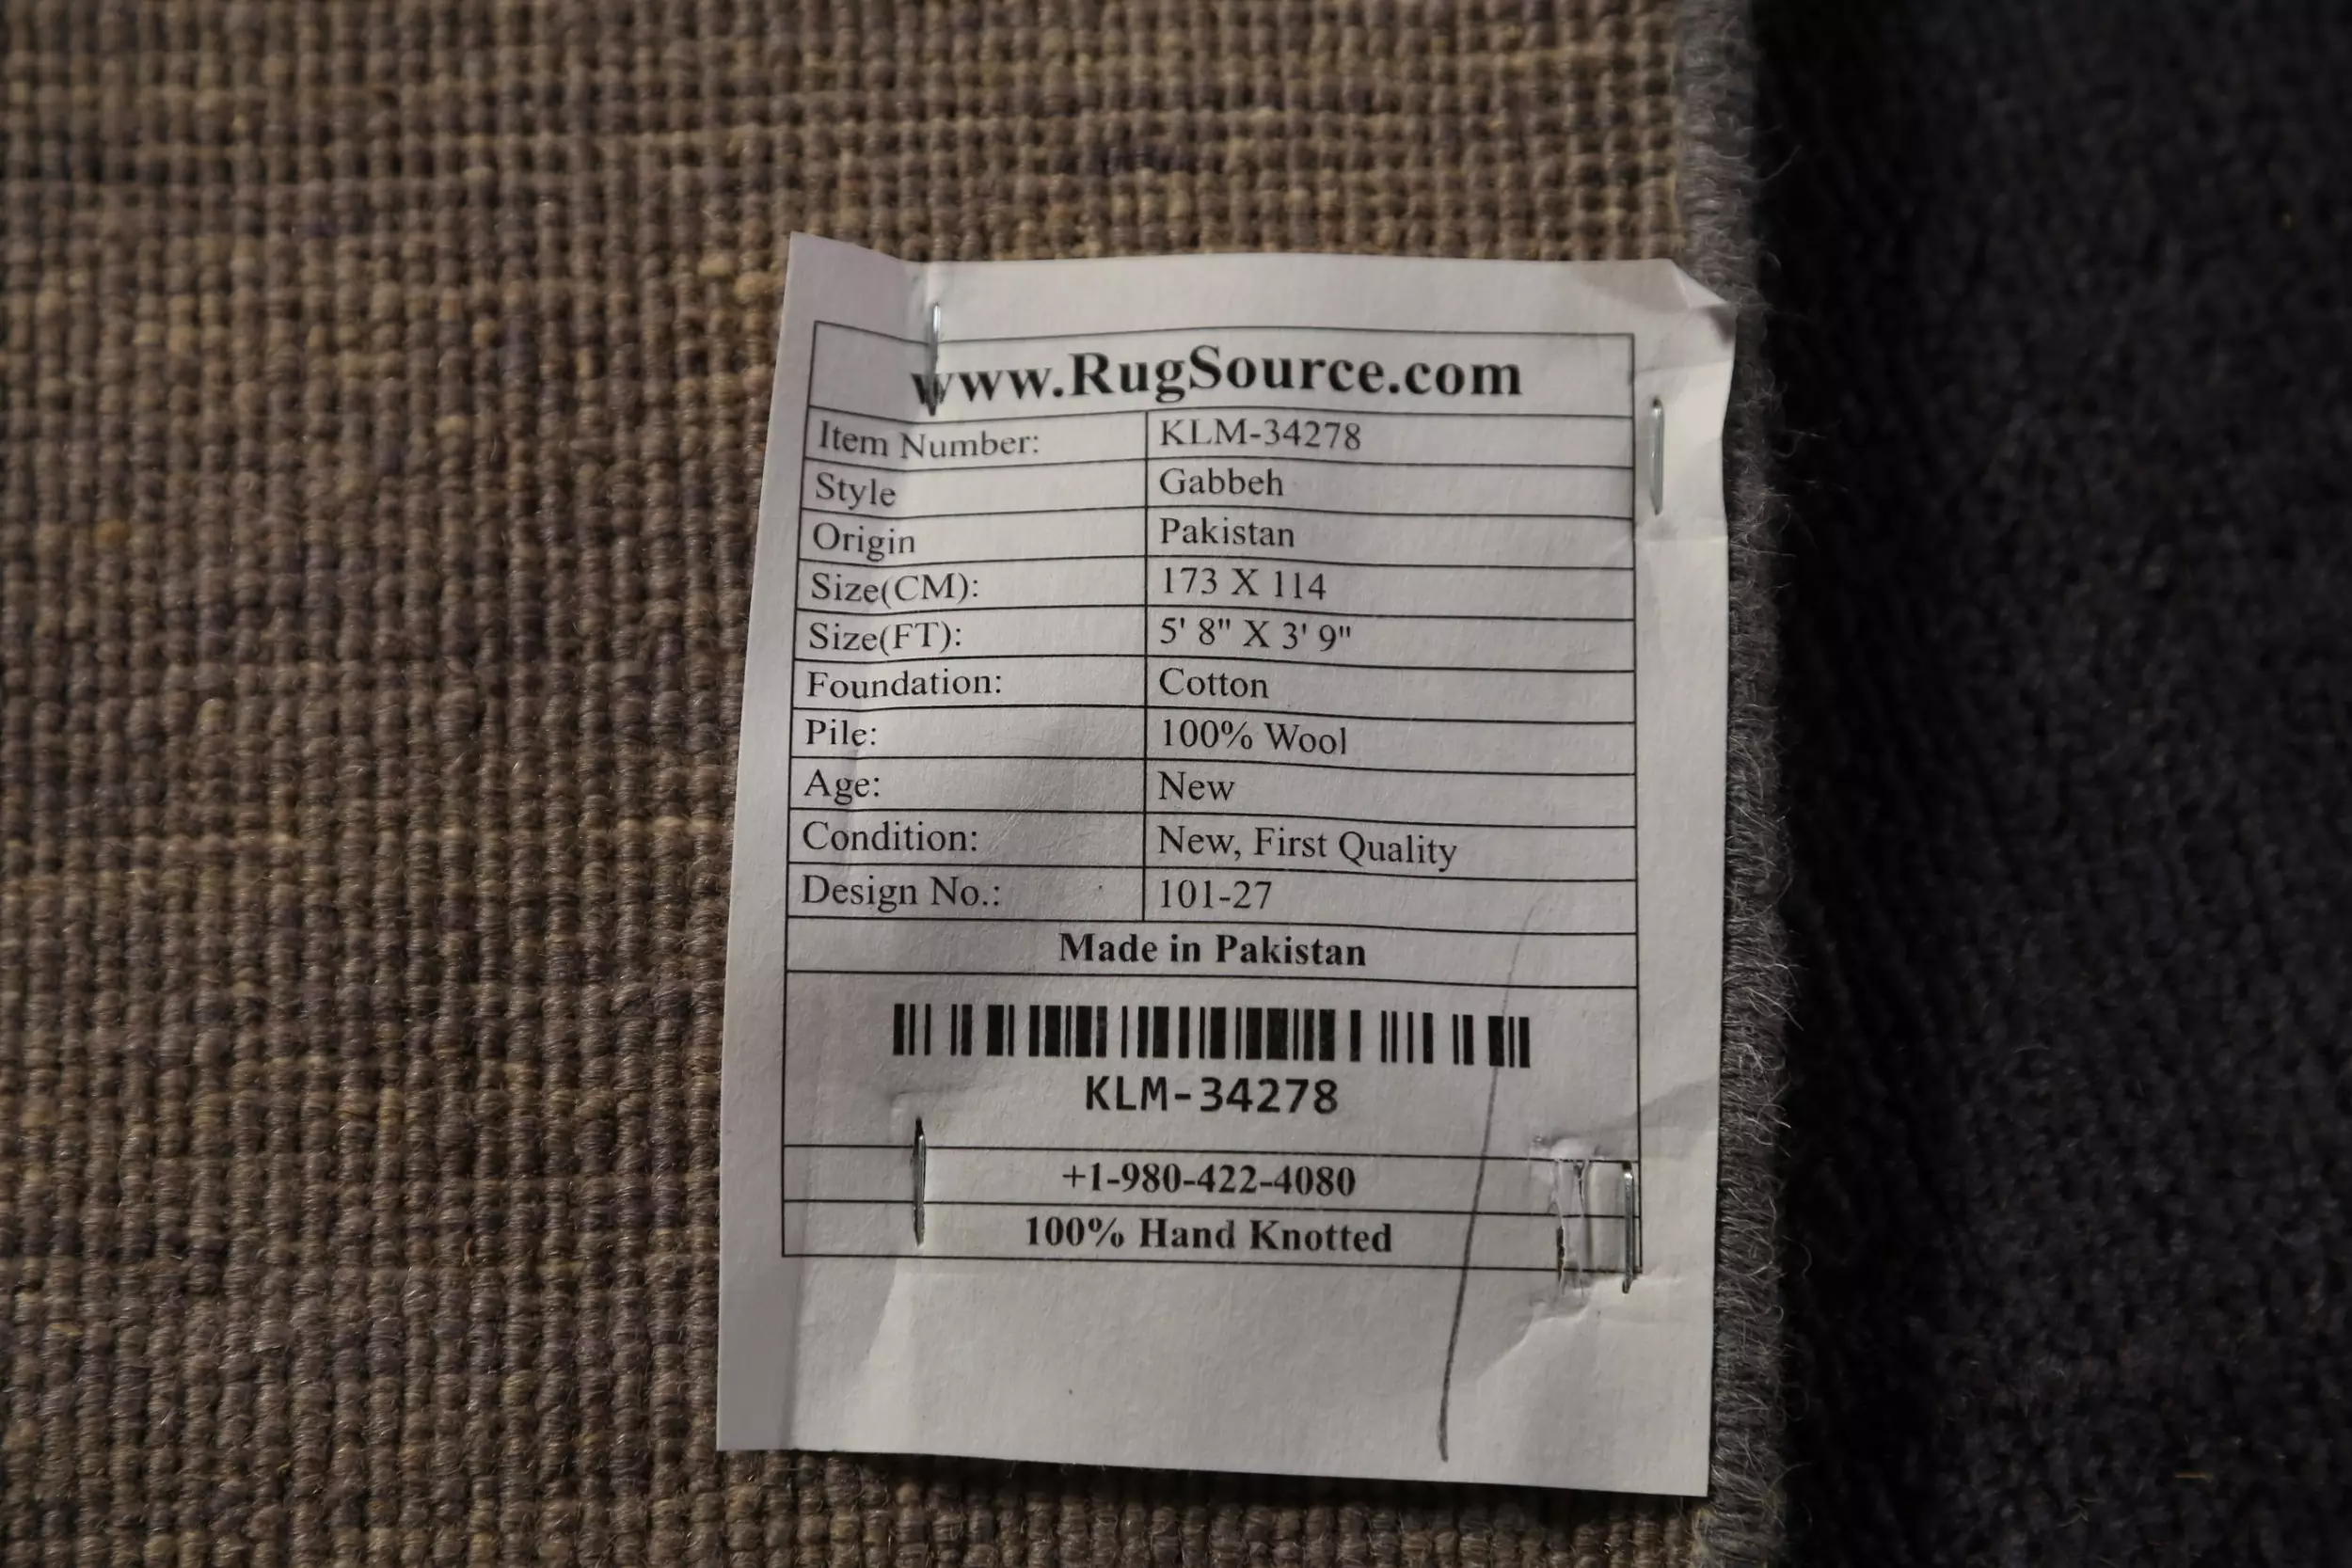 www.RugSource.com
Item Number: KLM-34278
Style Gabbeh
Origin Pakistan
Size(CM): 173 X 114
Size(FT): 5' 8" X 3' 9"
Foundation: Cotton
Pile: 100% Wool
Age: New
Condition: New, First Quality
Design No.: 101-27
Made in Pakistan
KLM-34278
+1-980-422-4080
100% Hand Knotted